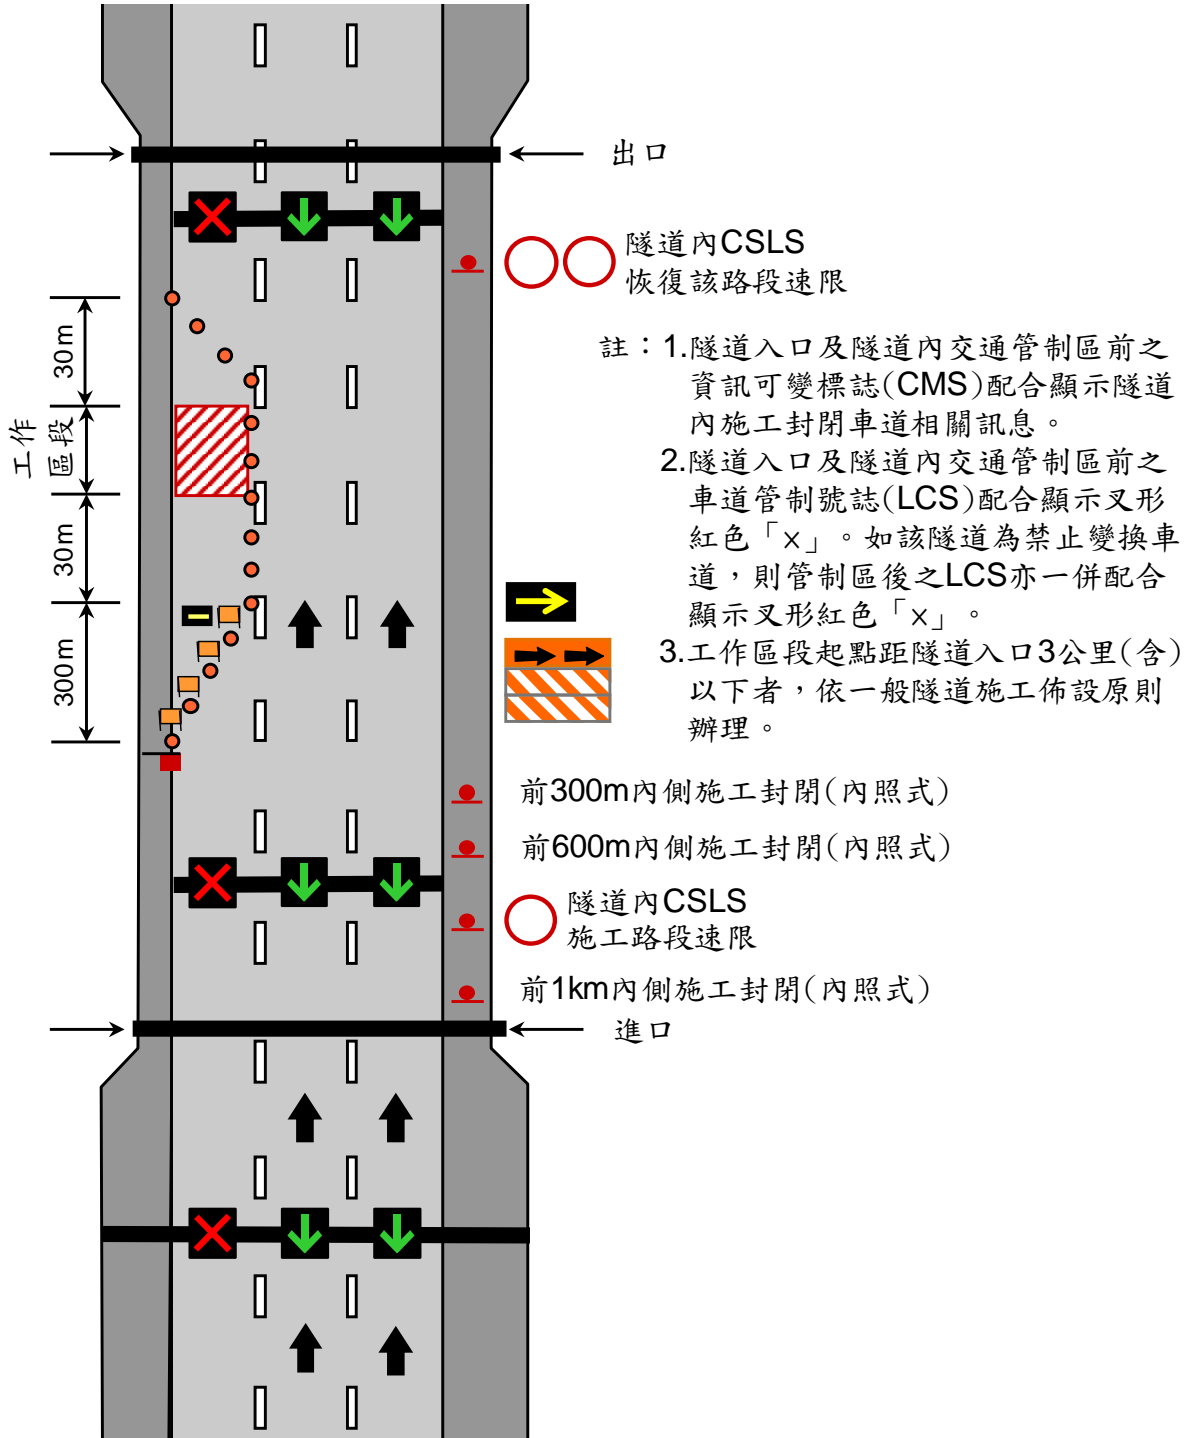 出口
隧道內CSLS
恢復該路段速限
註：1.隧道入口及隧道內交通管制區前之
資訊可變標誌(CMS)配合顯示隧道
內施工封閉車道相關訊息。
2.隧道入口及隧道內交通管制區前之
車道管制號誌(LCS)配合顯示叉形
紅色「×」。如該隧道為禁止變換車
道，則管制區後之LCS亦一併配合
顯示叉形紅色「×」。
3.工作區段起點距隧道入口3公里(含)
以下者，依一般隧道施工佈設原則
辦理。
30m
工作
區段
30m
300m
前300m內側施工封閉(內照式)
前600m內側施工封閉(內照式)
隧道內CSLS
施工路段速限
前1km內側施工封閉(內照式)
進口